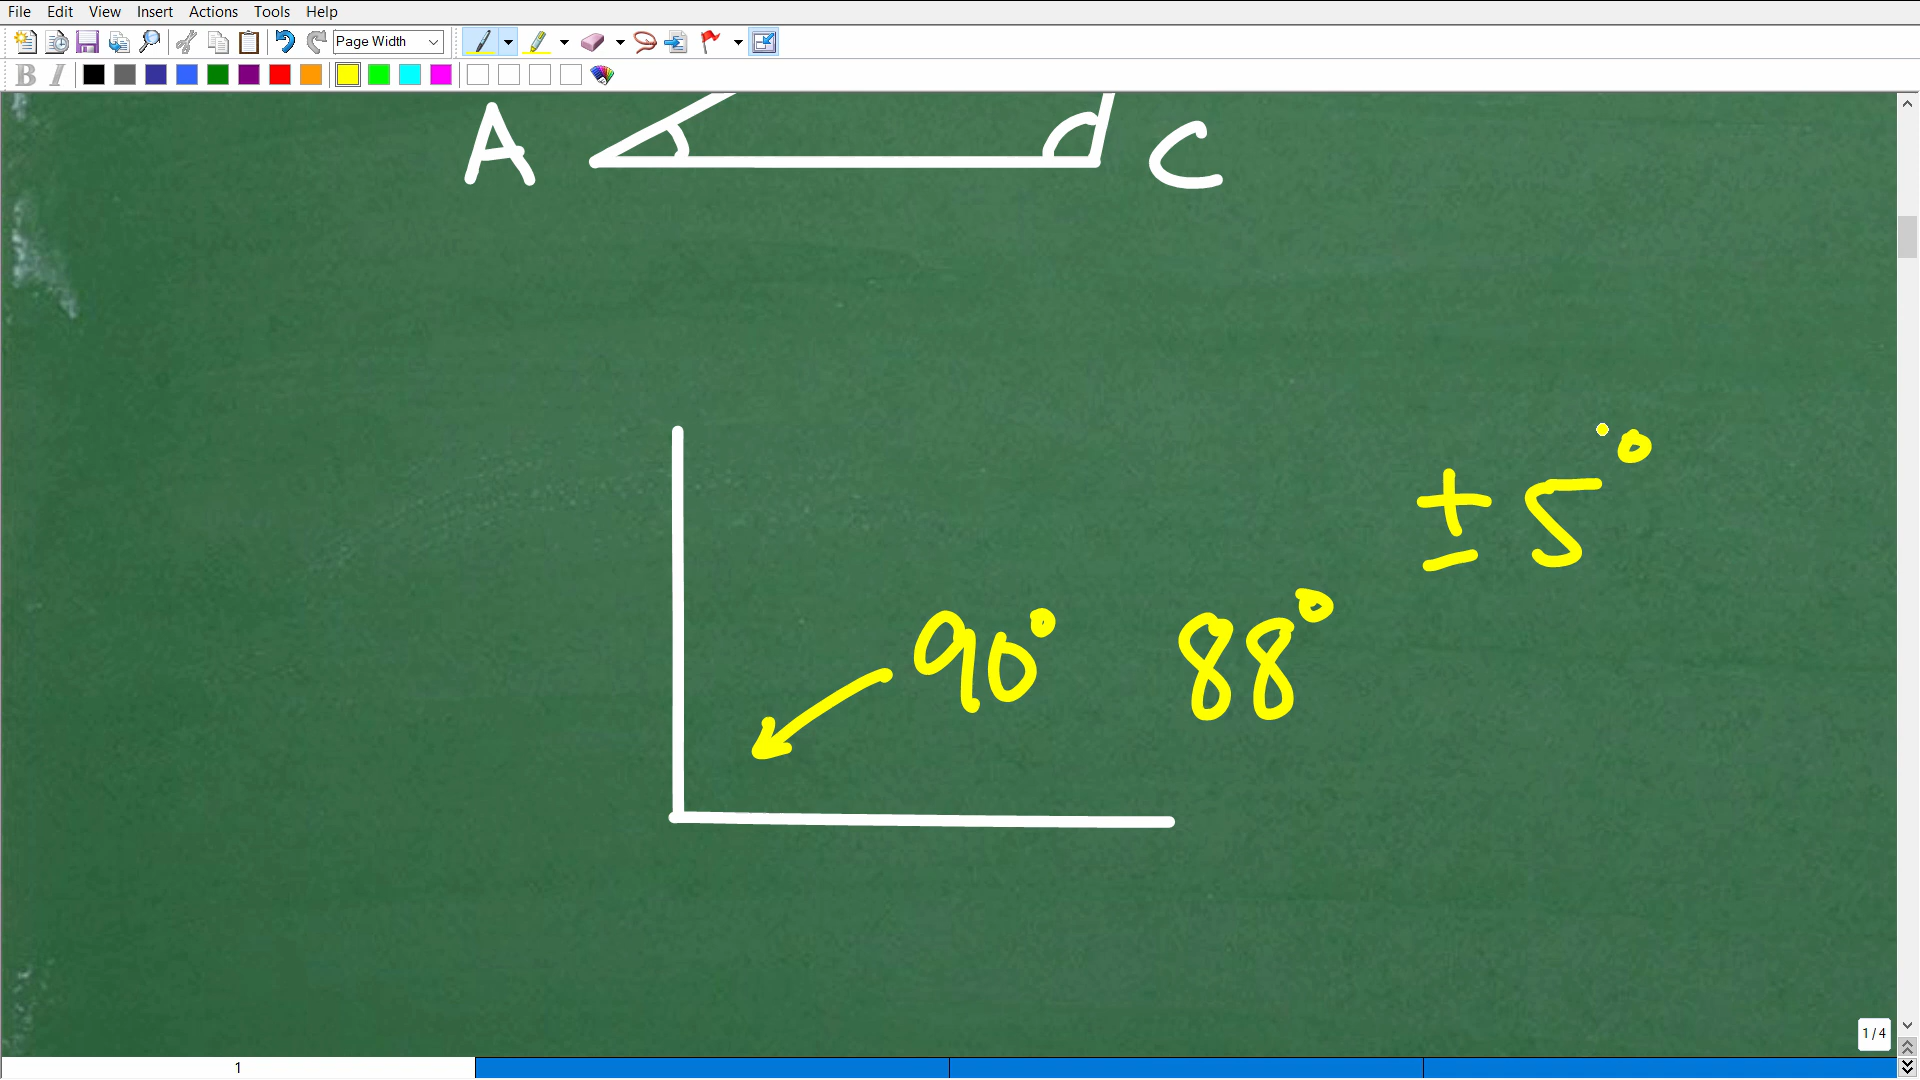 File Edit View Insert Actions Tools Help
Page Width
B I
A C
± 5°
90° 88°
1 / 4
1